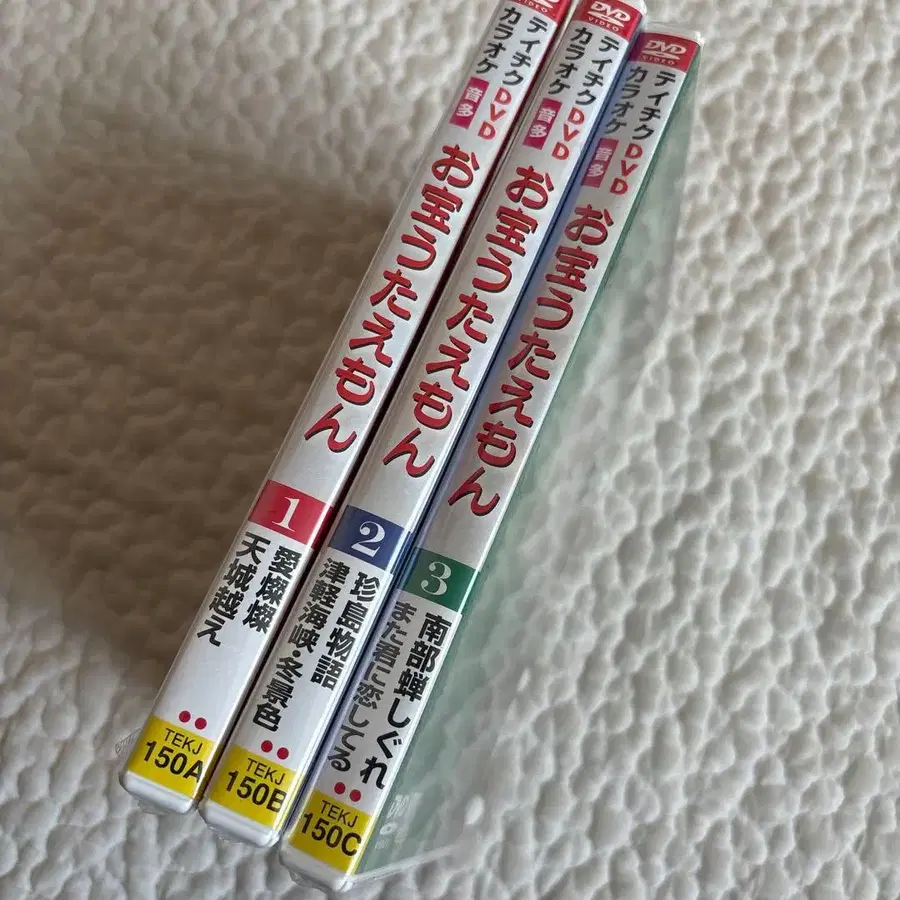 DVD
VIDEO
テイチクDVD
カラオケ 音多
お宝うたえもん
1
愛燦燦
天城越え
TEKJ
150A
DVD
VIDEO
テイチクDVD
カラオケ 音多
お宝うたえもん
2
珍島物語
津軽海峡・冬景色
TEKJ
150B
DVD
VIDEO
テイチクDVD
カラオケ 音多
お宝うたえもん
3
南部蝉しぐれ
また君に恋してる
TEKJ
150C